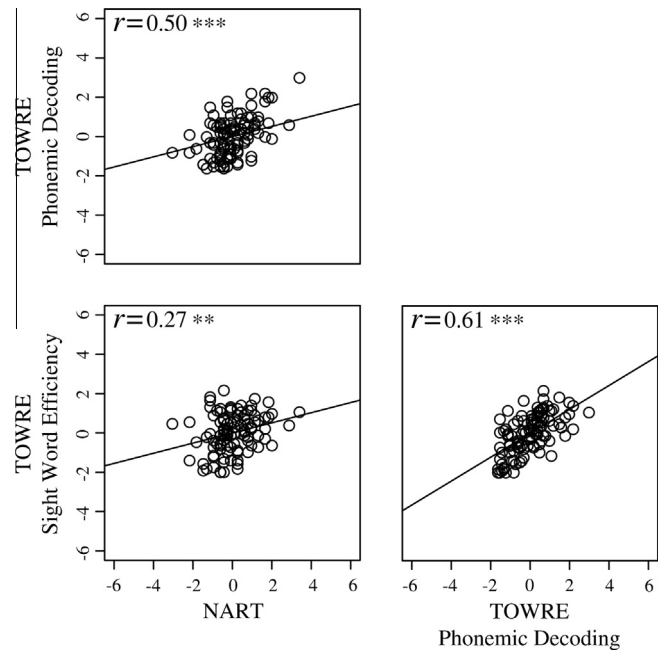 r=0.50 ***
TOWRE
Phonemic Decoding
6
4
2
0
-2
-4
-6
r=0.27 **
TOWRE
Sight Word Efficiency
6
4
2
0
-2
-4
-6
-6 -4 -2 0 2 4 6
NART
r=0.61 ***
-6 -4 -2 0 2 4 6
TOWRE
Phonemic Decoding